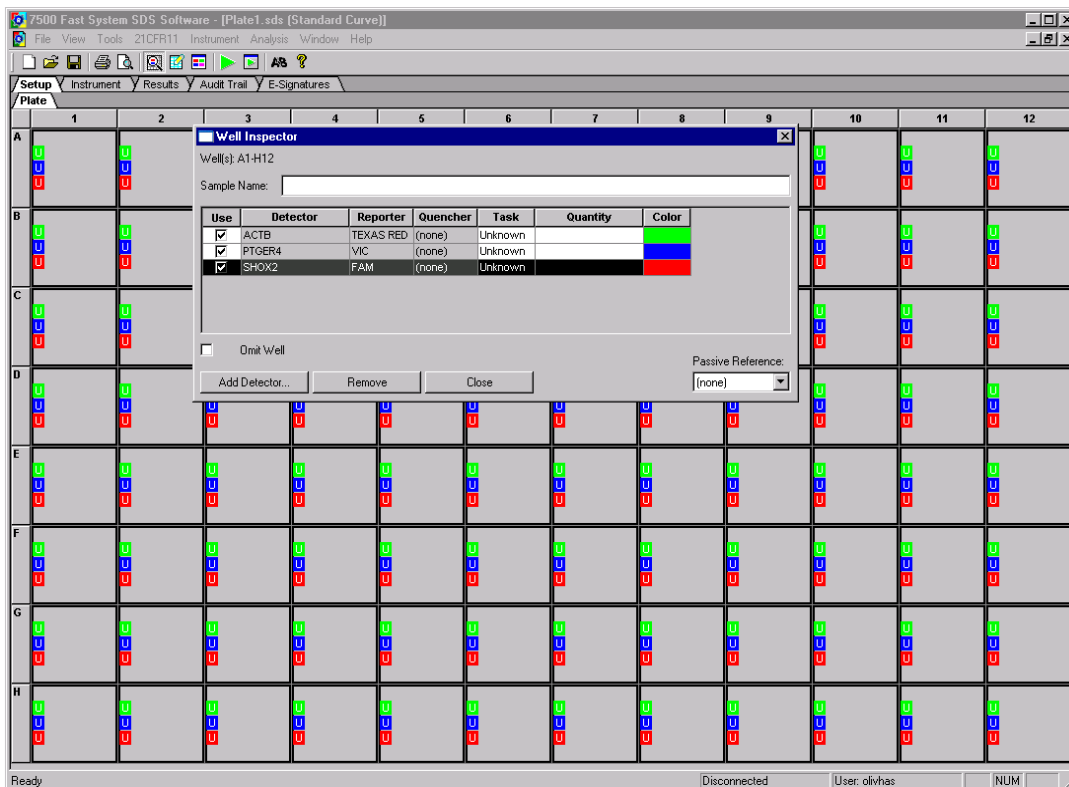 7500 Fast System SDS Software - [Plate1.sds (Standard Curve)]
File View Tools 21CFR11 Instrument Analysis Window Help
Setup Instrument Results Audit Trail E-Signatures
Plate
1 2 3 4 5 6 7 8 9 10 11 12
Well Inspector
Well(s): A1-H12
Sample Name:
Use Detector Reporter Quencher Task Quantity Color
ACTB TEXAS RED (none) Unknown
PTGER4 VIC (none) Unknown
SHOX2 FAM (none) Unknown
Omit Well
Passive Reference:
Add Detector... Remove Close (none)
A
U U U U U
U U U U U
U U U U U
B
U U U U U
U U U U U
U U U U U
C
U U U U U
U U U U U
U U U U U
D
U U U U U
U U U U U U U U U U U U
U U U U U U U U U U U U
E
U U U U U U U U U U U U
U U U U U U U U U U U U
U U U U U U U U U U U U
F
U U U U U U U U U U U U
U U U U U U U U U U U U
U U U U U U U U U U U U
G
U U U U U U U U U U U U
U U U U U U U U U U U U
U U U U U U U U U U U U
H
U U U U U U U U U U U U
U U U U U U U U U U U U
U U U U U U U U U U U U
Ready Disconnected User: olivhas NUM